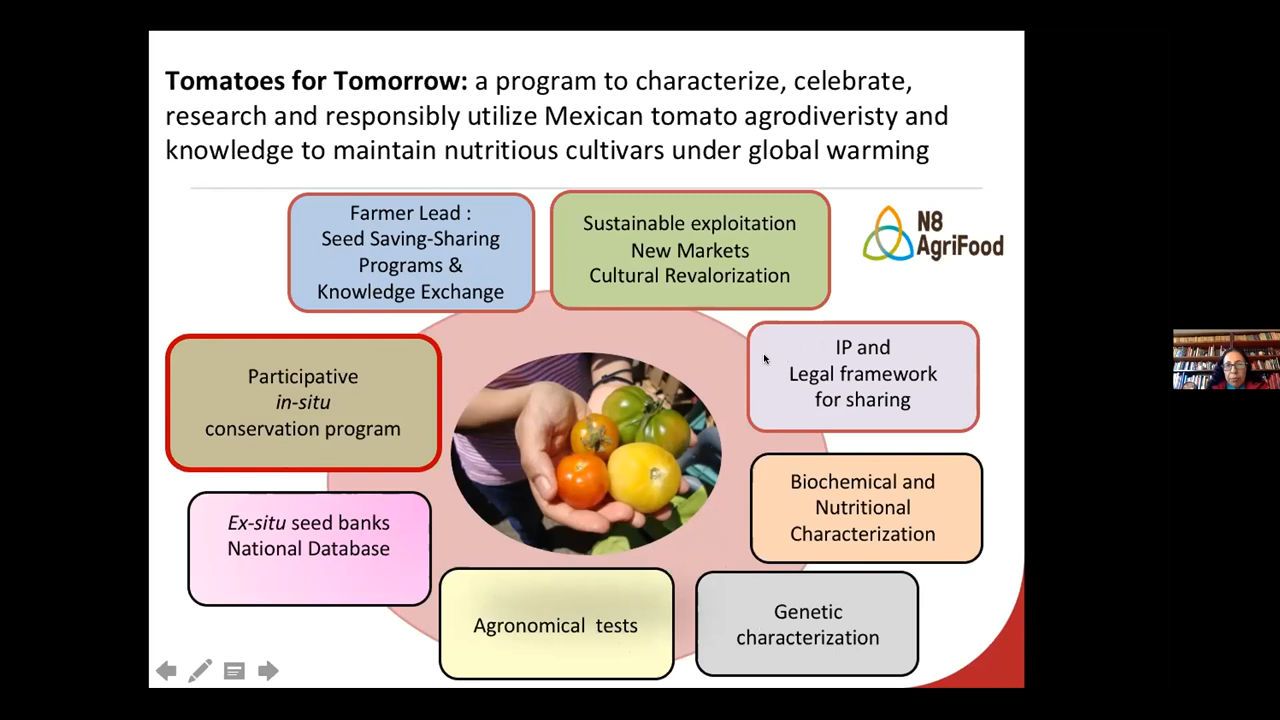 Tomatoes for Tomorrow: a program to characterize, celebrate,
research and responsibly utilize Mexican tomato agrodiveristy and
knowledge to maintain nutritious cultivars under global warming
Farmer Lead :
Seed Saving-Sharing
Programs &
Knowledge Exchange
Sustainable exploitation
New Markets
Cultural Revalorization
N8
AgriFood
IP and
Legal framework
for sharing
Participative
in-situ
conservation program
Biochemical and
Nutritional
Characterization
Ex-situ seed banks
National Database
Agronomical tests
Genetic
characterization